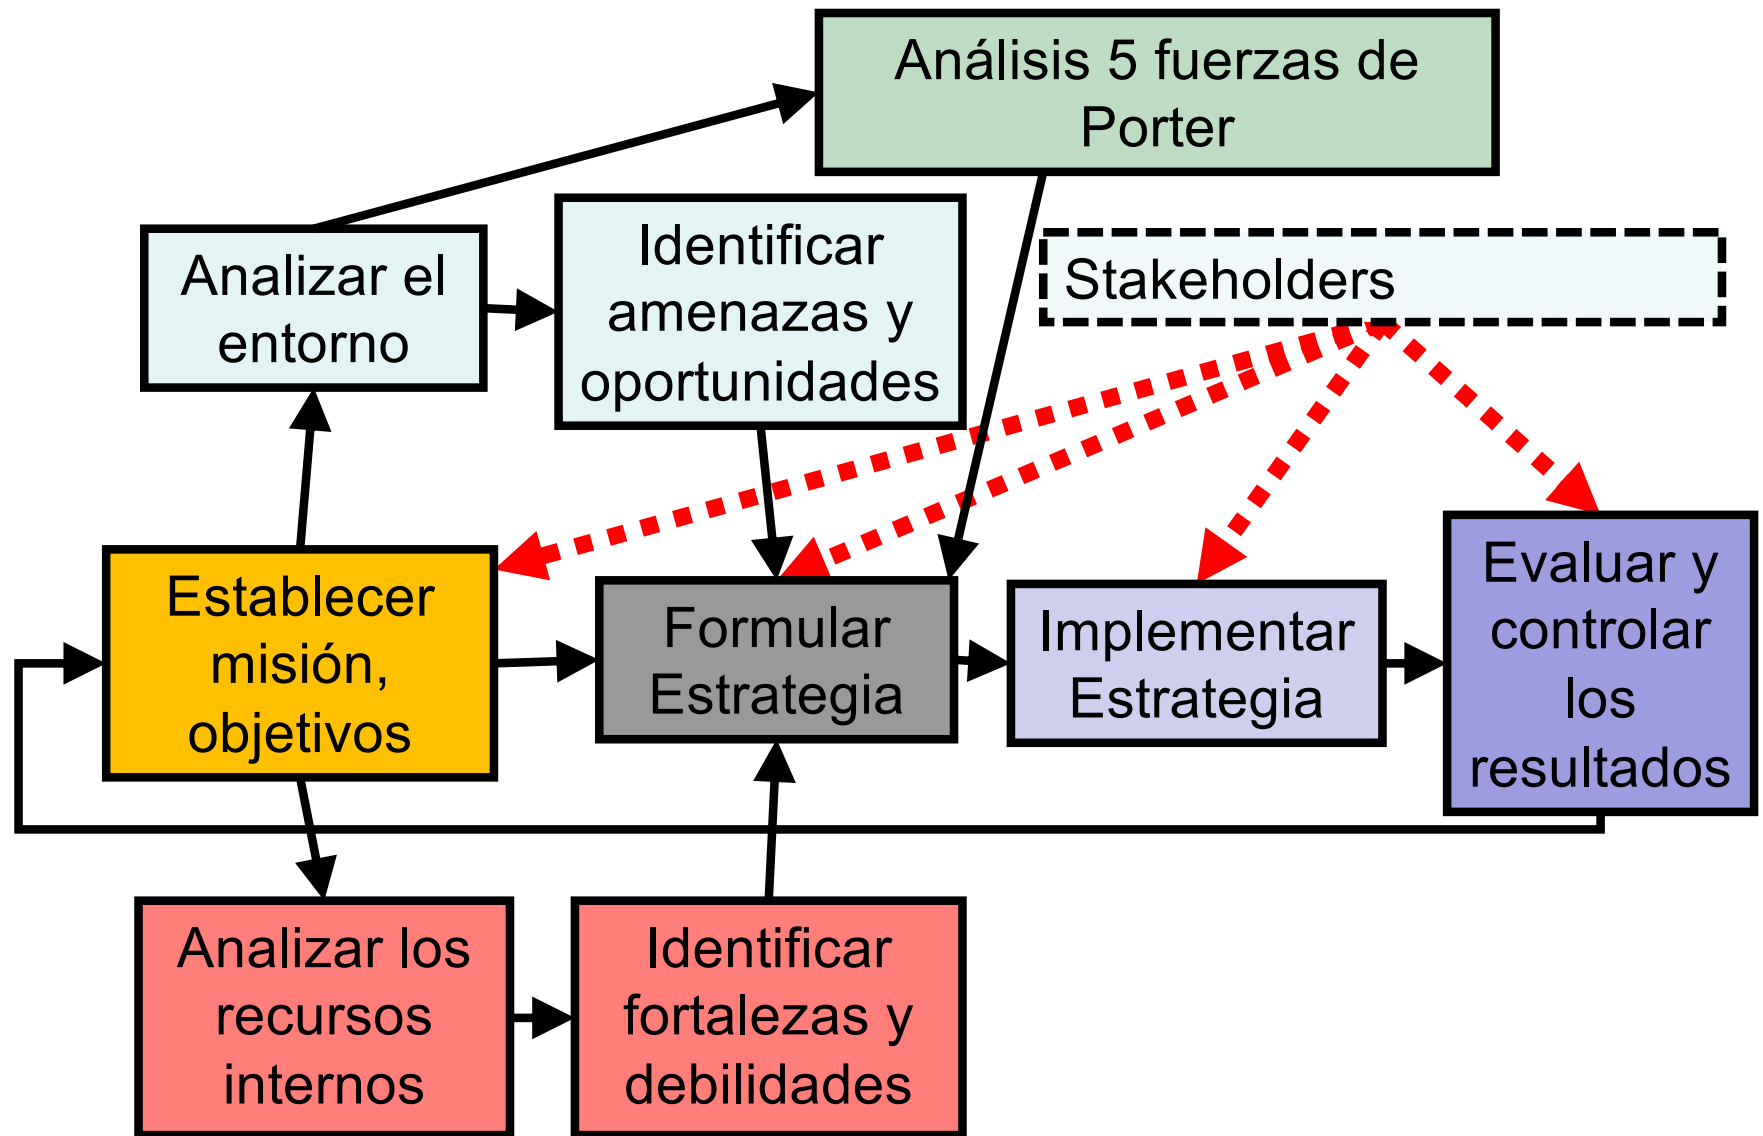 Análisis 5 fuerzas de
Porter
Analizar el
entorno
Identificar
amenazas y
oportunidades
Stakeholders
Establecer
misión,
objetivos
Formular
Estrategia
Implementar
Estrategia
Evaluar y
controlar
los
resultados
Analizar los
recursos
internos
Identificar
fortalezas y
debilidades